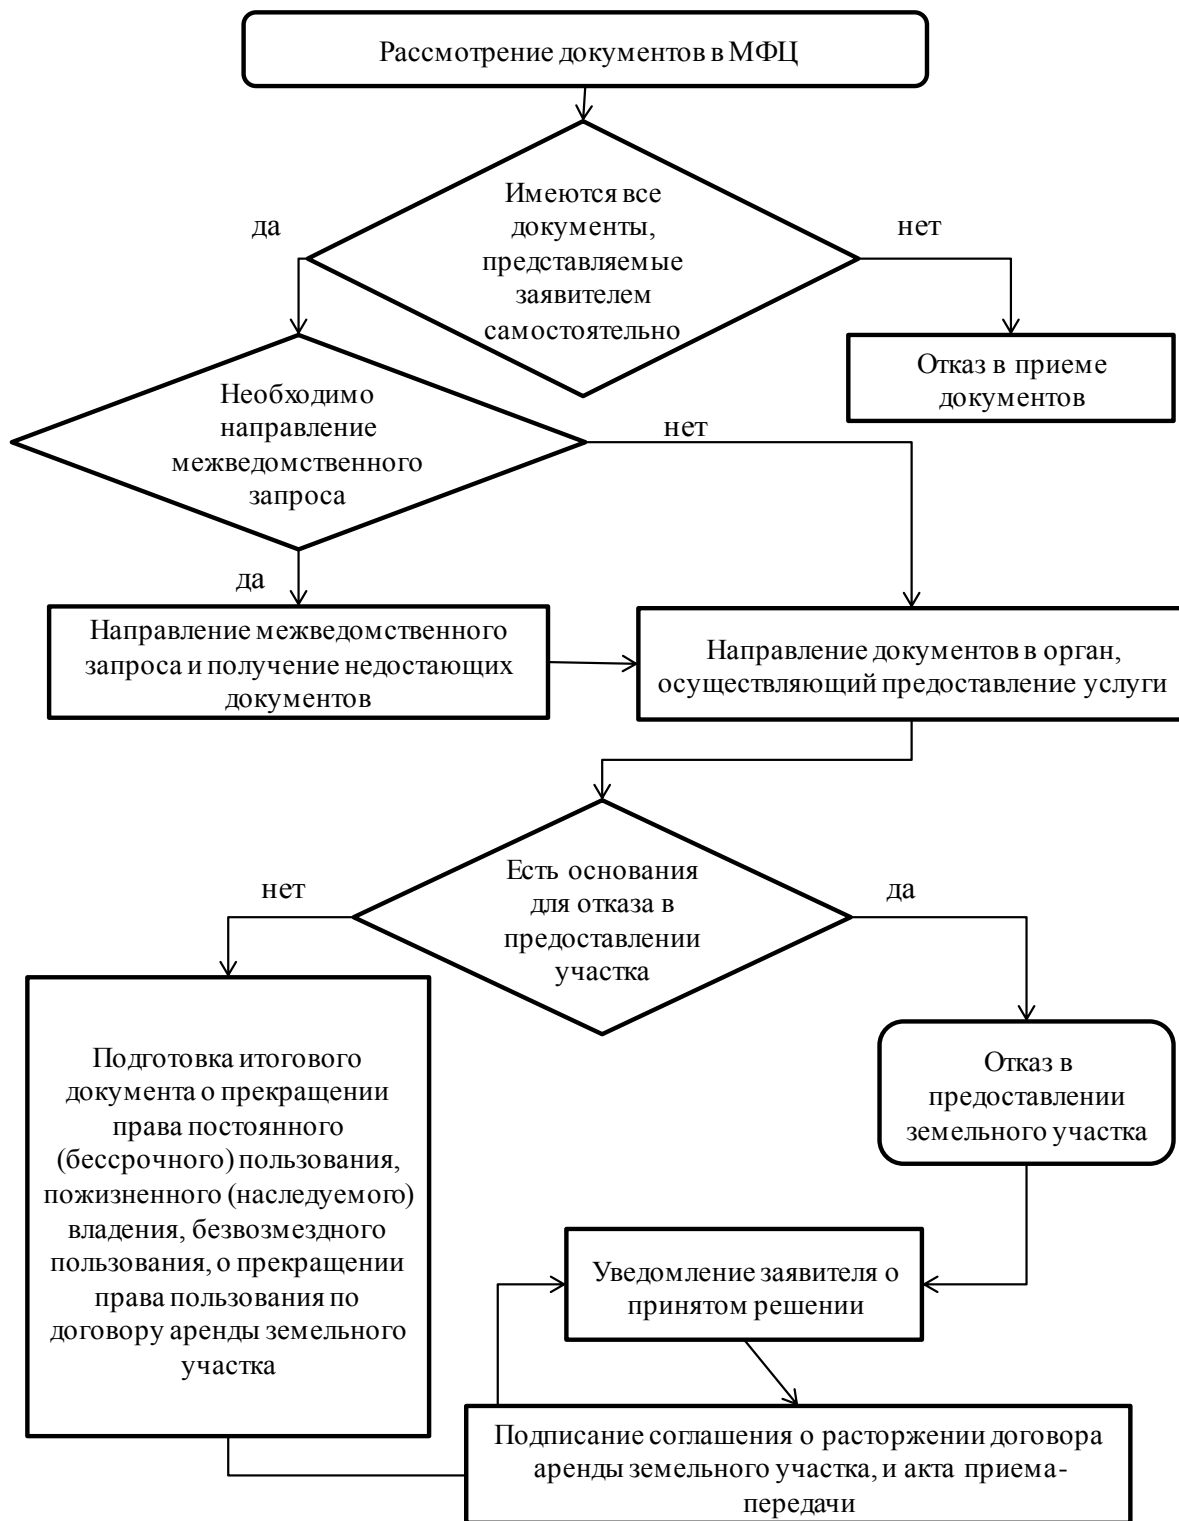 Рассмотрение документов в МФЦ
Имеются все
документы,
представляемые
заявителем
самостоятельно
да
нет
Отказ в приеме
документов
Необходимо
направление
межведомственного
запроса
нет
да
Направление межведомственного
запроса и получение недостающих
документов
Направление документов в орган,
осуществляющий предоставление услуги
Есть основания
для отказа в
предоставлении
участка
нет
да
Подготовка итогового
документа о прекращении
права постоянного
(бессрочного) пользования,
пожизненного (наследуемого)
владения, безвозмездного
пользования, о прекращении
права пользования по
договору аренды земельного
участка
Отказ в
предоставлении
земельного участка
Уведомление заявителя о
принятом решении
Подписание соглашения о расторжении договора
аренды земельного участка, и акта приема-
передачи